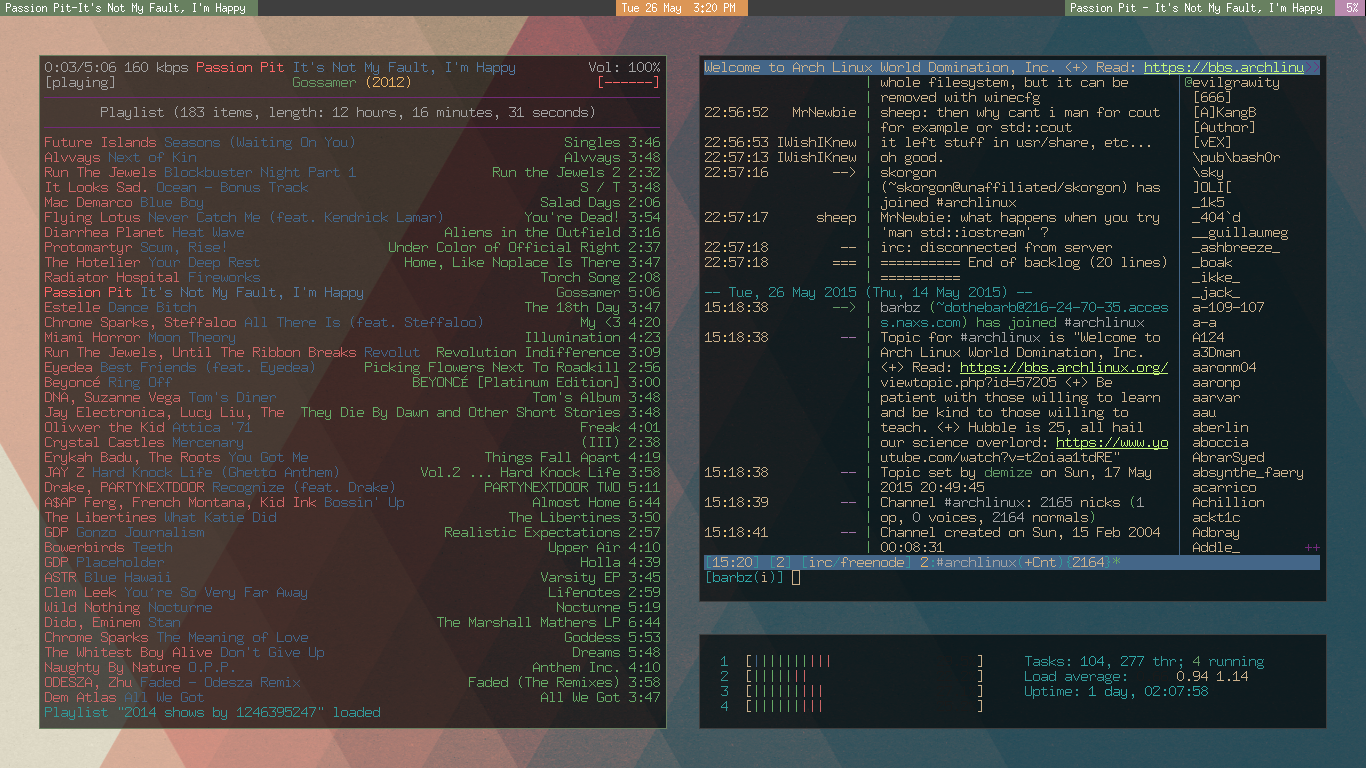 Passion Pit-It's Not My Fault, I'm Happy
Tue 26 May  3:20 PM
Passion Pit - It's Not My Fault, I'm Happy
5%
0:03/5:06 160 kbps Passion Pit It's Not My Fault, I'm Happy Vol: 100%
[playing] Gossamer (2012) [------]
Playlist (183 items, length: 12 hours, 16 minutes, 31 seconds)
Future Islands Seasons (Waiting On You) Singles 3:46
Alvvays Next of Kin Alvvays 3:48
Run The Jewels Blockbuster Night Part 1 Run the Jewels 2 2:32
It Looks Sad. Ocean - Bonus Track S / T 3:48
Mac Demarco Blue Boy Salad Days 2:06
Flying Lotus Never Catch Me (feat. Kendrick Lamar) You're Dead! 3:54
Diarrhea Planet Heat Wave Aliens in the Outfield 3:16
Protomartyr Scum, Rise! Under Color of Official Right 2:37
The Hotelier Your Deep Rest Home, Like Noplace Is There 3:47
Radiator Hospital Fireworks Torch Song 2:08
Passion Pit It's Not My Fault, I'm Happy Gossamer 5:06
Estelle Dance Bitch The 18th Day 3:47
Chrome Sparks, Steffaloo All There Is (feat. Steffaloo) My <3 4:20
Miami Horror Moon Theory Illumination 4:23
Run The Jewels, Until The Ribbon Breaks Revolut Revolution Indifference 3:09
Eyedea Best Friends (feat. Eyedea) Picking Flowers Next To Roadkill 2:56
Beyoncé Ring Off BEYONCÉ [Platinum Edition] 3:00
DNA, Suzanne Vega Tom's Diner Tom's Album 3:48
Jay Electronica, Lucy Liu, The They Die By Dawn and Other Short Stories 3:48
Olivver the Kid Attica '71 Freak 4:01
Crystal Castles Mercenary (III) 2:38
Erykah Badu, The Roots You Got Me Things Fall Apart 4:19
JAY Z Hard Knock Life (Ghetto Anthem) Vol.2 ... Hard Knock Life 3:58
Drake, PARTYNEXTDOOR Recognize (feat. Drake) PARTYNEXTDOOR TWO 5:11
A$AP Ferg, French Montana, Kid Ink Bossin' Up Almost Home 6:44
The Libertines What Katie Did The Libertines 3:50
GDP Gonzo Journalism Realistic Expectations 2:57
Bowerbirds Teeth Upper Air 4:10
GDP Placeholder Holla 4:39
ASTR Blue Hawaii Varsity EP 3:45
Clem Leek You're So Very Far Away Lifenotes 2:59
Wild Nothing Nocturne Nocturne 5:19
Dido, Eminem Stan The Marshall Mathers LP 6:44
Chrome Sparks The Meaning of Love Goddess 5:53
The Whitest Boy Alive Don't Give Up Dreams 5:48
Naughty By Nature O.P.P. Anthem Inc. 4:10
ODESZA, Zhu Faded - Odesza Remix Faded (The Remixes) 3:58
Dem Atlas All We Got All We Got 3:47
Playlist "2014 shows by 1246395247" loaded
Welcome to Arch Linux World Domination, Inc. <+> Read: https://bbs.archlinu>>
whole filesystem, but it can be
removed with winecfg
22:56:52 MrNewbie | sheep: then why cant i man for cout
for example or std::cout
22:56:53 IWishIKnew | it left stuff in usr/share, etc...
22:57:13 IWishIKnew | oh good.
22:57:16 --> | skorgon
(~skorgon@unaffiliated/skorgon) has
joined #archlinux
22:57:17 sheep | MrNewbie: what happens when you try
'man std::iostream' ?
22:57:18 -- | irc: disconnected from server
22:57:18 === | ========== End of backlog (20 lines)
==========
-- Tue, 26 May 2015 (Thu, 14 May 2015) --
15:18:38 --> | barbz (~dothebarb@216-24-70-35.acces
s.naxs.com) has joined #archlinux
15:18:38 -- | Topic for #archlinux is "Welcome to
Arch Linux World Domination, Inc.
<+> Read: https://bbs.archlinux.org/
viewtopic.php?id=57205 <+> Be
patient with those willing to learn
and be kind to those willing to
teach. <+> Hubble is 25, all hail
our science overlord: https://www.yo
utube.com/watch?v=t2oiaa1tdRE"
15:18:38 -- | Topic set by demize on Sun, 17 May
2015 20:49:45
15:18:39 -- | Channel #archlinux: 2165 nicks (1
op, 0 voices, 2164 normals)
15:18:41 -- | Channel created on Sun, 15 Feb 2004
00:08:31
@evilgrawity
[666]
[A]KangB
[Author]
[vEX]
\pub\bash0r
\sky
]OLI[
_1k5
_404`d
__guillaumeg
_ashbreeze_
_boak
_ikke_
_jack_
a-109-107
a-a
A124
a3Dman
aaronm04
aaronp
aarvar
aau
aberlin
aboccia
AbrarSyed
absynthe_faery
acarrico
Achillion
ackt1c
Adbray
Addle_ ++
[15:20] [2] [irc/freenode] 2:#archlinux(+Cnt){2164}*
[barbz(i)]
1 [||||||||||| ] Tasks: 104, 277 thr; 4 running
2 [|||||||| ] Load average: 0.94 1.14
3 [|||||||||| ] Uptime: 1 day, 02:07:58
4 [|||||||||| ]